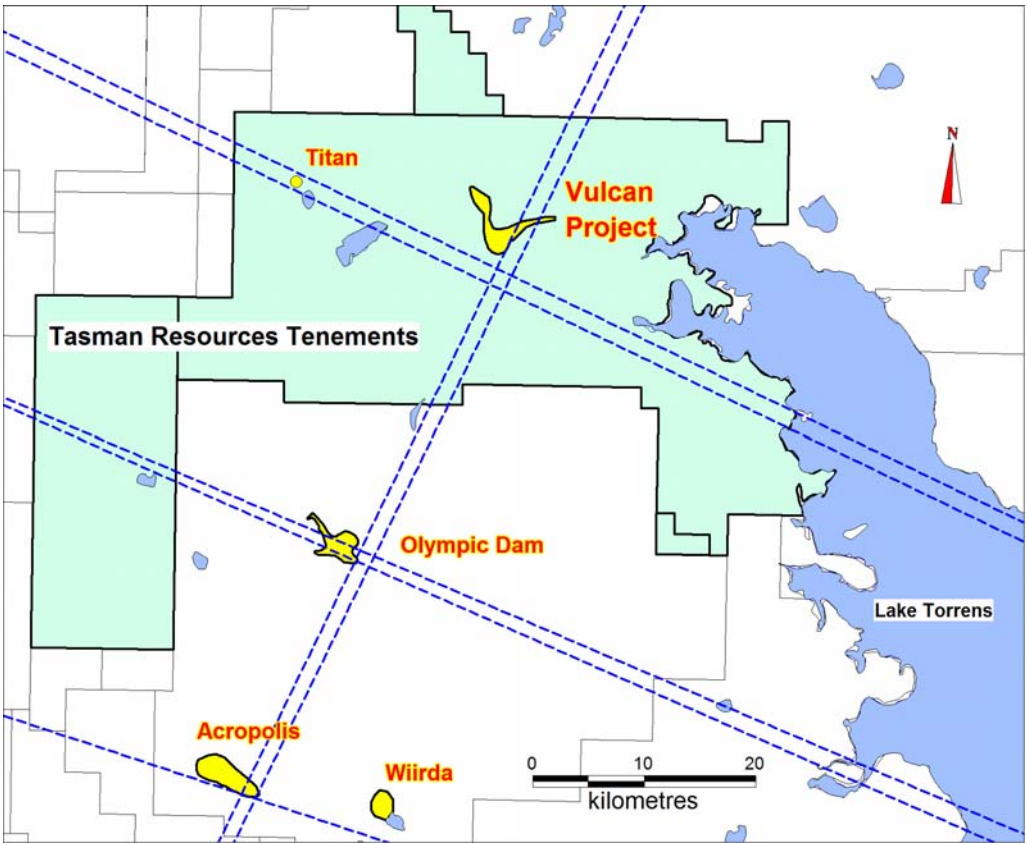 Titan
N
Vulcan
Project
Tasman Resources Tenements
Olympic Dam
Lake Torrens
Acropolis
Wiirda
0 10 20
kilometres